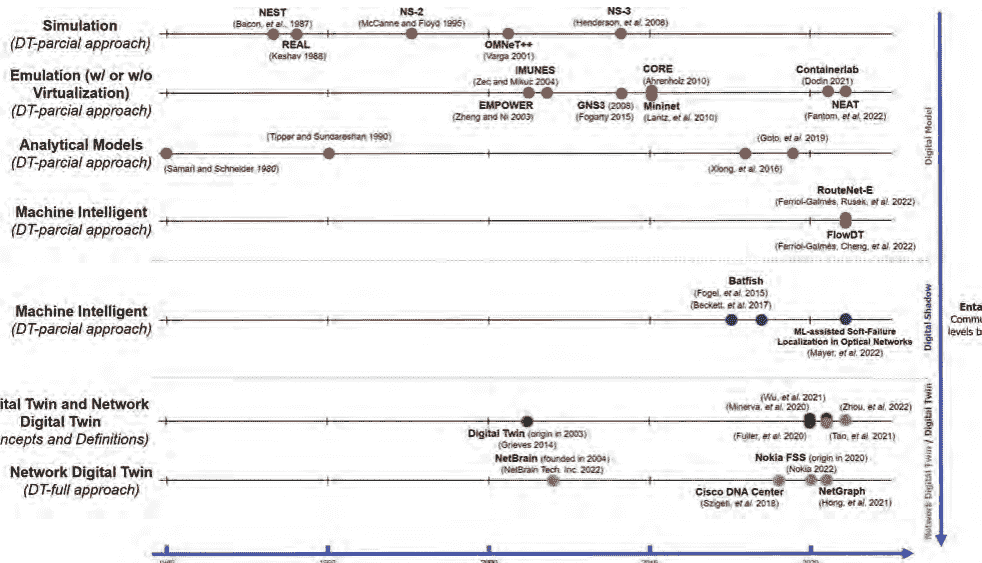 Simulation
(DT-partial approach)
NEST
(Bacon, et al., 1987)
REAL
(Keshav 1988)
NS-2
(McCanne and Floyd 1995)
OMNeT++
(Varga 2001)
NS-3
(Henderson, et al. 2008)
Emulation (w/ or w/o
Virtualization)
(DT-partial approach)
IMUNES
(Zec and Mikuc 2004)
EMPOWER
(Zheng and Ni 2003)
GNS3 (2008)
(Fogarty 2015)
CORE
(Ahrenholz 2010)
Mininet
(Lantz, et al. 2010)
Containerlab
(Dodin 2021)
NEAT
(Fantom, et al. 2022)
Analytical Models
(DT-partial approach)
(Samari and Schneider 1980)
(Tipper and Sundareshan 1990)
(Xiong, et al. 2016)
(Goto, et al. 2019)
Machine Intelligent
(DT-partial approach)
RouteNet-E
(Ferriol-Galmés, Rusek, et al. 2022)
FlowDT
(Ferriol-Galmés, Cheng, et al. 2022)
Digital Model
Machine Intelligent
(DT-partial approach)
Batfish
(Fogel, et al. 2015)
(Beckett, et al. 2017)
ML-assisted Soft-Failure
Localization in Optical Networks
(Mayer, et al. 2022)
Digital Shadow
ital Twin and Network
Digital Twin
ncepts and Definitions)
Digital Twin (origin in 2003)
(Grieves 2014)
(Wu, et al. 2021)
(Minerva, et al. 2020)
(Zhou, et al. 2022)
(Fuller, et al. 2020)
(Tao, et al. 2021)
Network Digital Twin
(DT-full approach)
NetBrain (founded in 2004)
(NetBrain Tech. Inc. 2022)
Cisco DNA Center
(Szigeti, et al. 2018)
Nokia FSS (origin in 2020)
(Nokia 2022)
NetGraph
(Hong, et al. 2021)
Network Digital Twin / Digital Twin
Enta
Commu
levels b